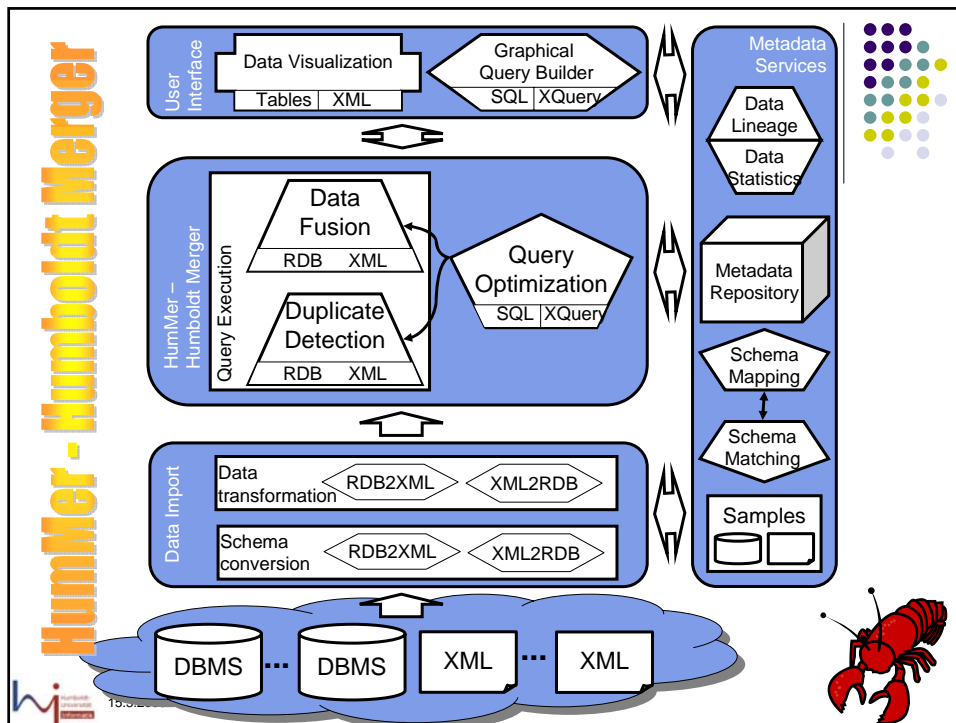 HumMer - Humboldt Merger
User
Interface
Data Visualization
Tables XML
Graphical
Query Builder
SQL XQuery
Metadata
Services
Data
Lineage
Data
Statistics
Metadata
Repository
Schema
Mapping
Schema
Matching
Samples
HumMer –
Humboldt Merger
Query Execution
Data
Fusion
RDB XML
Duplicate
Detection
RDB XML
Query
Optimization
SQL XQuery
Data Import
Data
transformation
RDB2XML
XML2RDB
Schema
conversion
RDB2XML
XML2RDB
DBMS ... DBMS XML ... XML
Humboldt-
Universität
Informatik